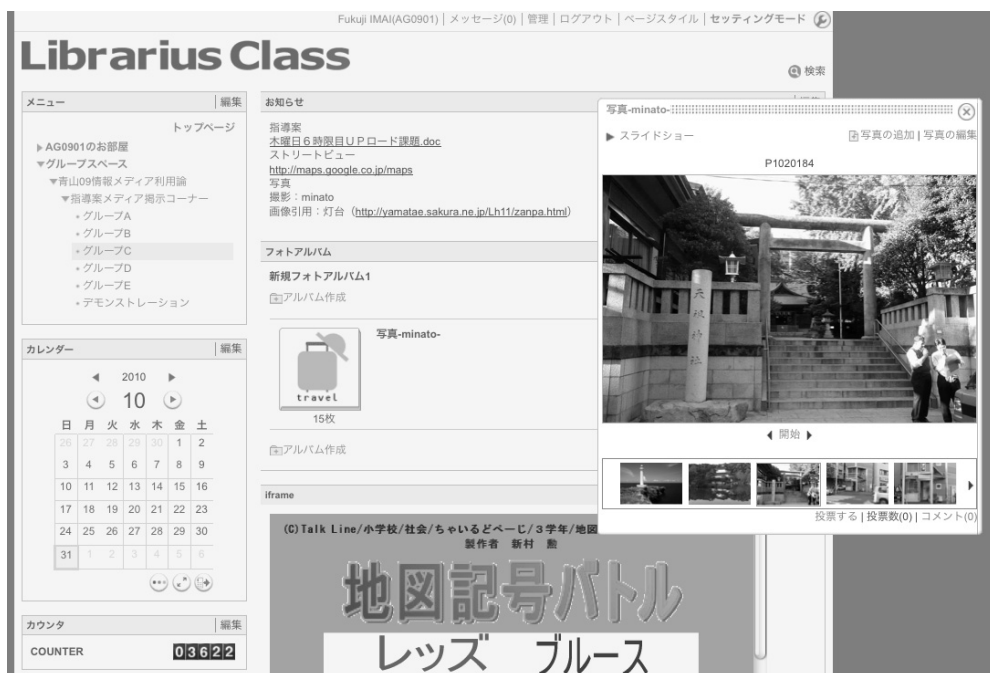 Fukuji IMAI(AG0901) | メッセージ(0) | 管理 | ログアウト | ページスタイル | セッティングモード
Librarius Class
検索
メニュー
編集
トップページ
AG0901のお部屋
グループスペース
青山09情報メディア利用論
指導案メディア掲示コーナー
グループA
グループB
グループC
グループD
グループE
デモンストレーション
カレンダー
編集
2010
10
日 月 火 水 木 金 土
26 27 28 29 30 1 2
3 4 5 6 7 8 9
10 11 12 13 14 15 16
17 18 19 20 21 22 23
24 25 26 27 28 29 30
31 1 2 3 4 5 6
カウンタ
編集
COUNTER 03622
お知らせ
指導案
木曜日6時限目UPロード課題.doc
ストリートビュー
http://maps.google.co.jp/maps
写真
撮影:minato
画像引用:灯台(http://yamatae.sakura.ne.jp/Lh11/zanpa.html)
フォトアルバム
新規フォトアルバム1
アルバム作成
写真-minato-
travel
15枚
アルバム作成
iframe
(C)Talk Line/小学校/社会/ちゃいるどぺーじ/3学年/地図
製作者 新村 勲
地図記号バトル
レッズ ブルース
写真-minato-
スライドショー
写真の追加 | 写真の編集
P1020184
天祖神社
開始
投票する | 投票数(0) | コメント(0)